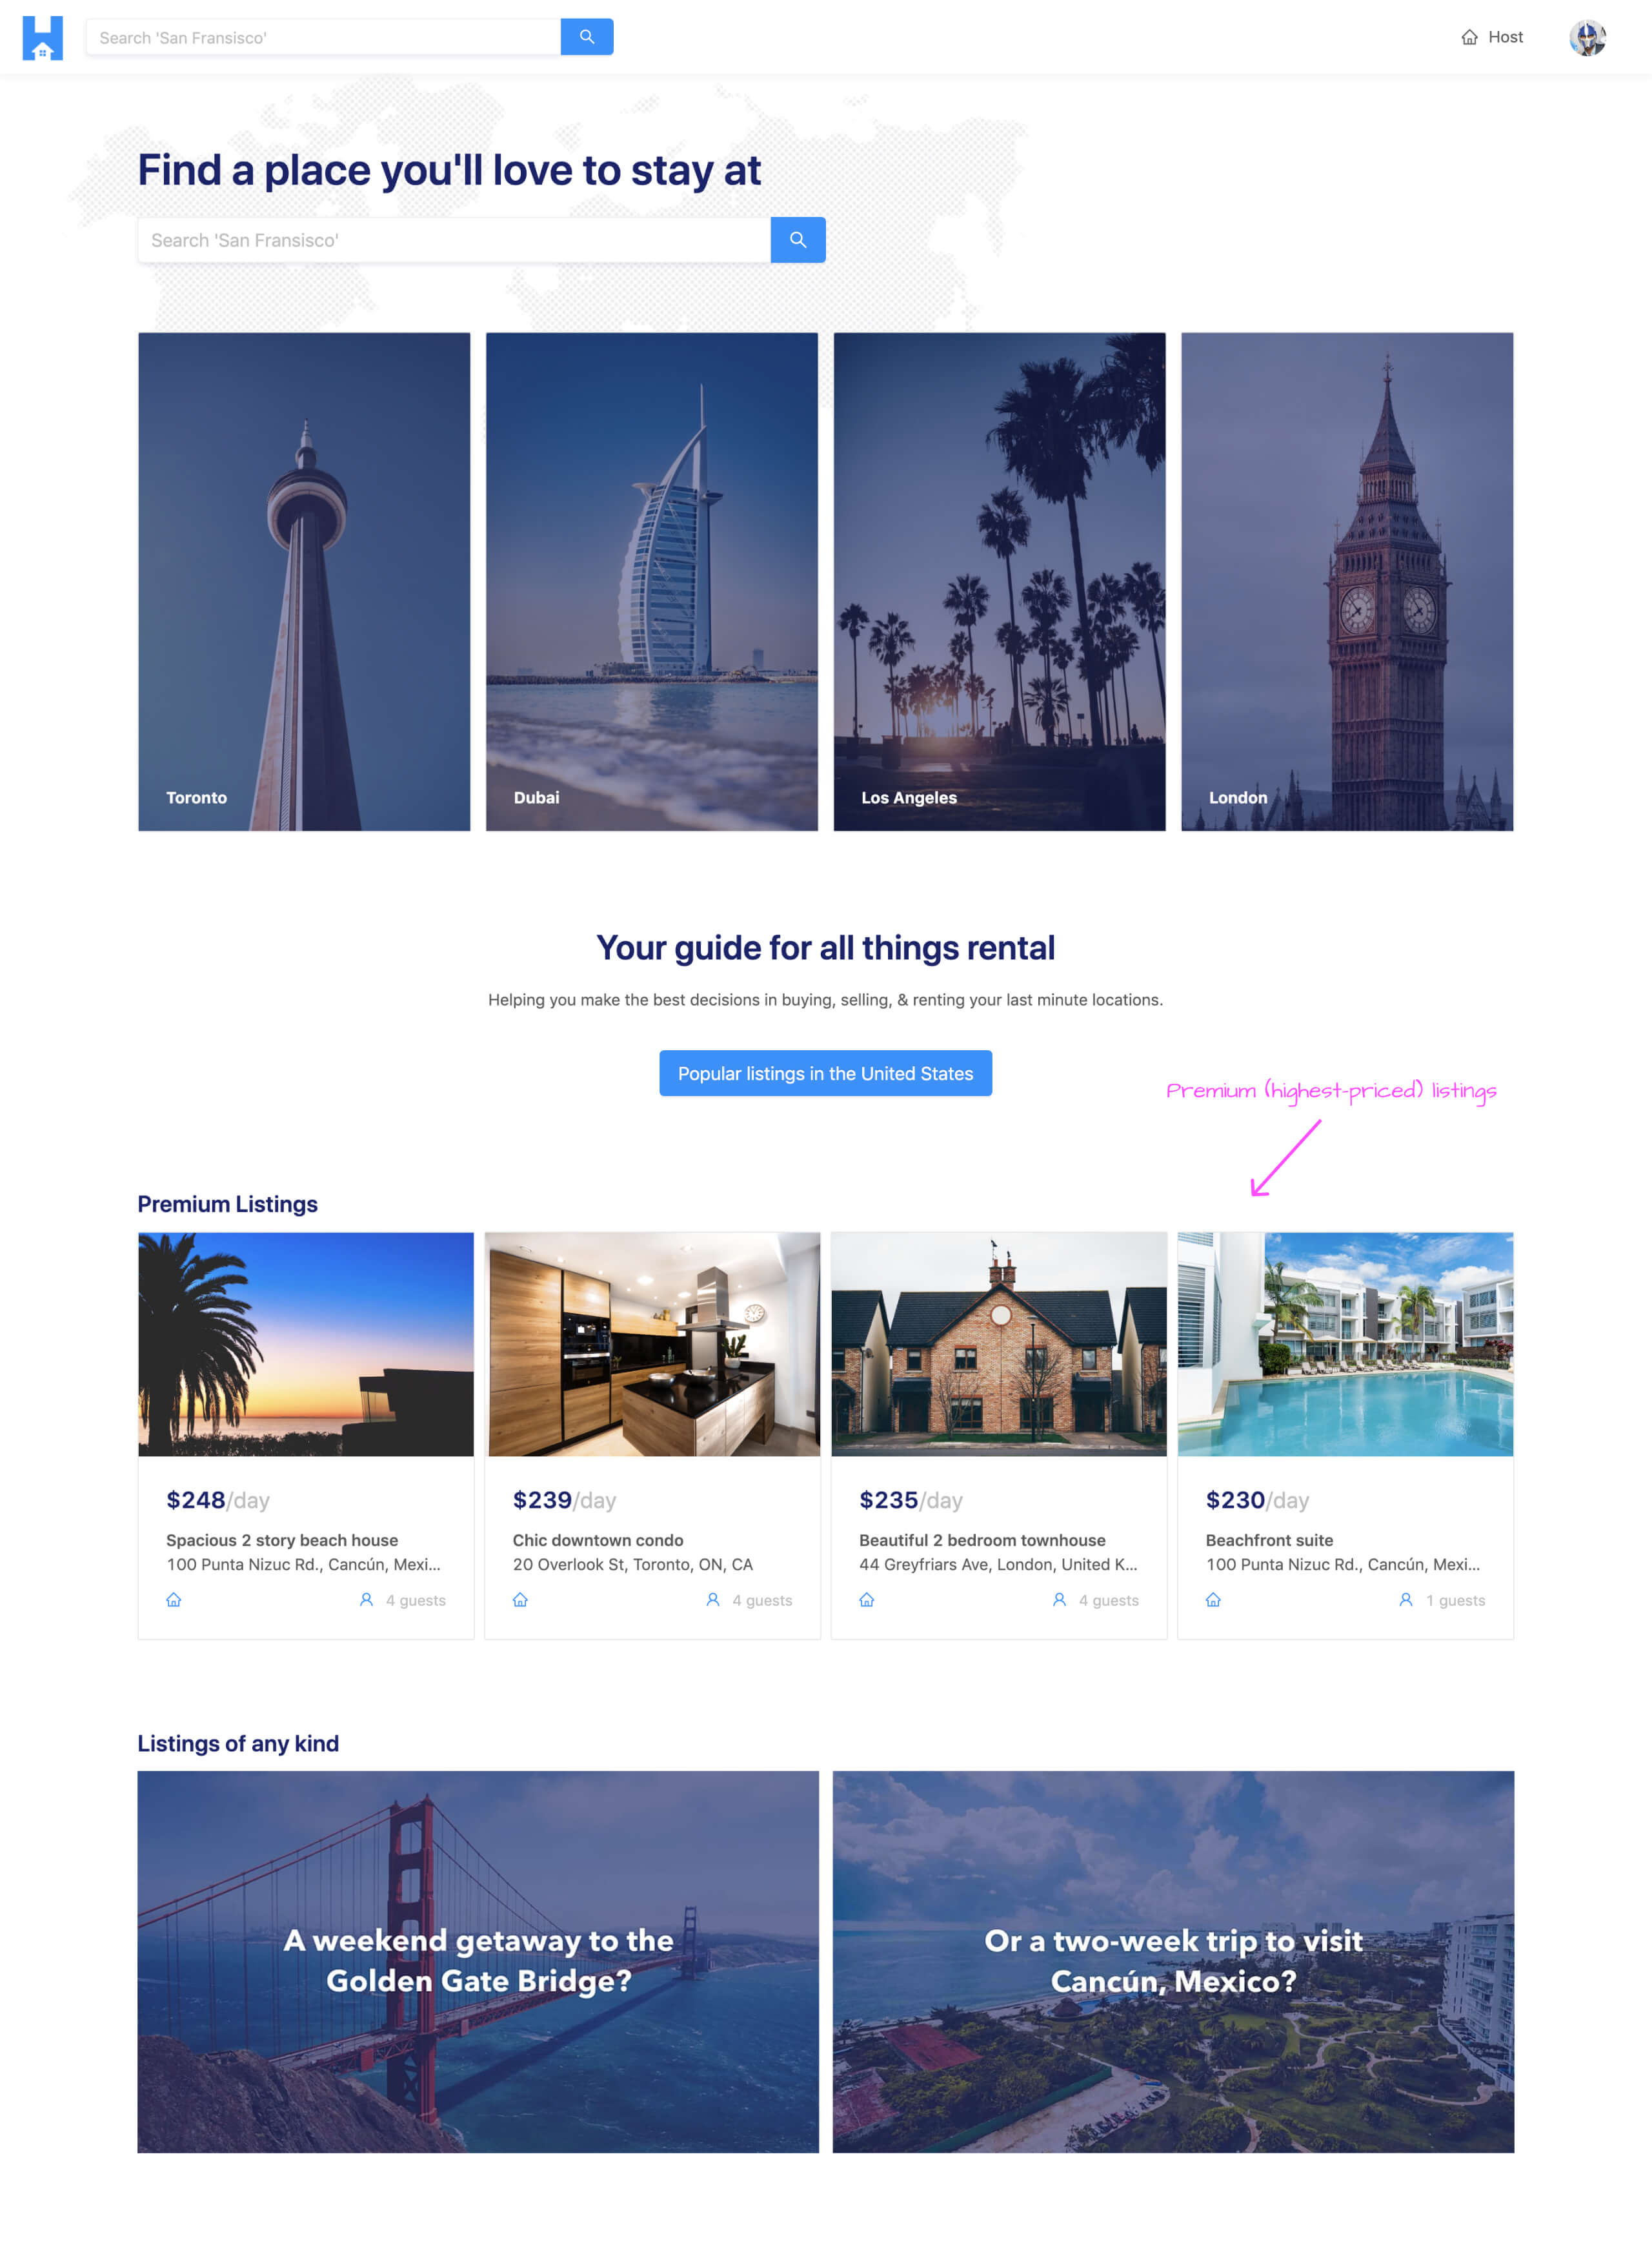 H
Search 'San Fransisco'
Host
Find a place you'll love to stay at
Search 'San Fransisco'
Toronto
Dubai
Los Angeles
London
Your guide for all things rental
Helping you make the best decisions in buying, selling, & renting your last minute locations.
Popular listings in the United States
Premium (highest-priced) listings
Premium Listings
$248/day
Spacious 2 story beach house
100 Punta Nizuc Rd., Cancún, Mexi...
4 guests
$239/day
Chic downtown condo
20 Overlook St, Toronto, ON, CA
4 guests
$235/day
Beautiful 2 bedroom townhouse
44 Greyfriars Ave, London, United K...
4 guests
$230/day
Beachfront suite
100 Punta Nizuc Rd., Cancún, Mexi...
1 guests
Listings of any kind
A weekend getaway to the
Golden Gate Bridge?
Or a two-week trip to visit
Cancún, Mexico?